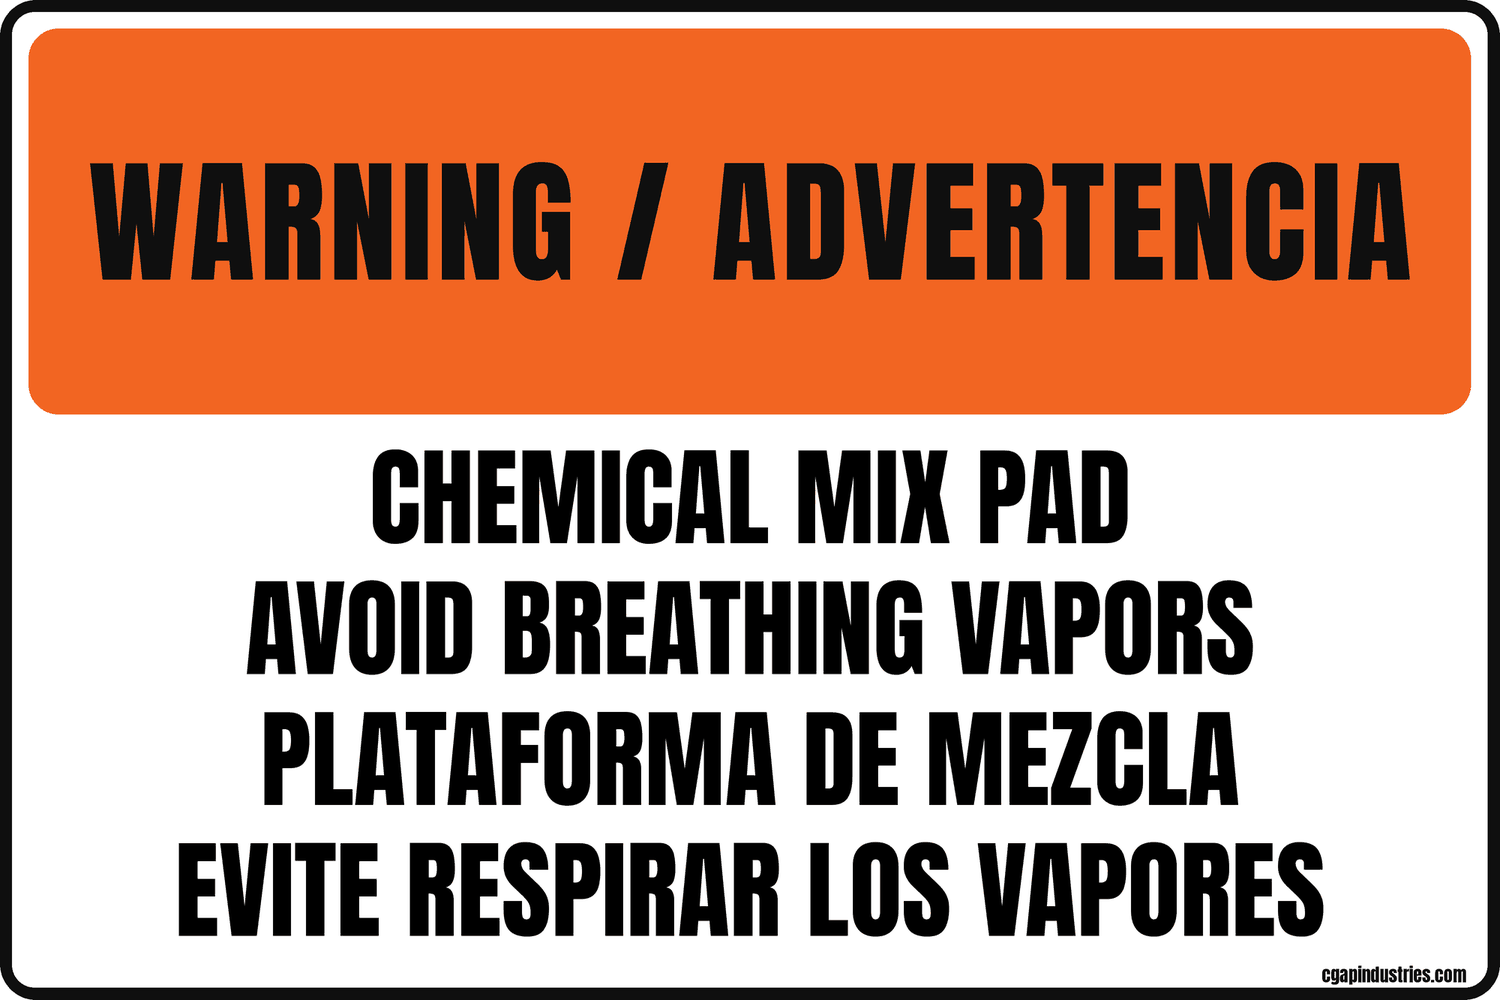 WARNING / ADVERTENCIA
CHEMICAL MIX PAD
AVOID BREATHING VAPORS
PLATAFORMA DE MEZCLA
EVITE RESPIRAR LOS VAPORES
cgapindustries.com